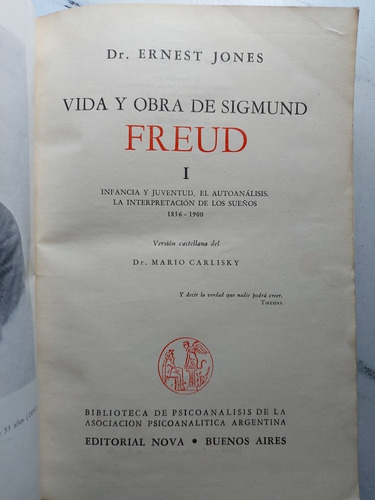 Dr. ERNEST JONES
VIDA Y OBRA DE SIGMUND
FREUD
I
INFANCIA Y JUVENTUD. EL AUTOANÁLISIS.
LA INTERPRETACIÓN DE LOS SUEÑOS
1856 - 1900
Versión castellana del
Dr. MARIO CARLISKY
Y decir la verdad que nadie podrá creer.
TIRESIAS.
BIBLIOTECA DE PSICOANALISIS DE LA
ASOCIACION PSICOANALITICA ARGENTINA
EDITORIAL NOVA • BUENOS AIRES
35 años